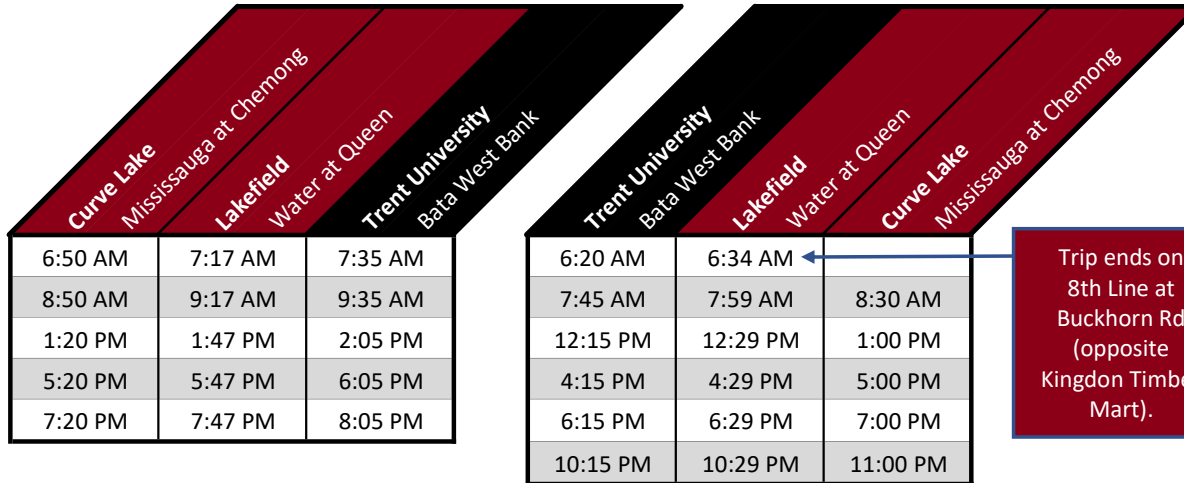 Curve Lake
Mississauga at Chemong
Lakefield
Water at Queen
Trent University
Bata West Bank
6:50 AM 7:17 AM 7:35 AM
8:50 AM 9:17 AM 9:35 AM
1:20 PM 1:47 PM 2:05 PM
5:20 PM 5:47 PM 6:05 PM
7:20 PM 7:47 PM 8:05 PM
Trent University
Bata West Bank
Lakefield
Water at Queen
Curve Lake
Mississauga at Chemong
6:20 AM 6:34 AM
7:45 AM 7:59 AM 8:30 AM
12:15 PM 12:29 PM 1:00 PM
4:15 PM 4:29 PM 5:00 PM
6:15 PM 6:29 PM 7:00 PM
10:15 PM 10:29 PM 11:00 PM
Trip ends on
8th Line at
Buckhorn Rd
(opposite
Kingdon Timbe
Mart).